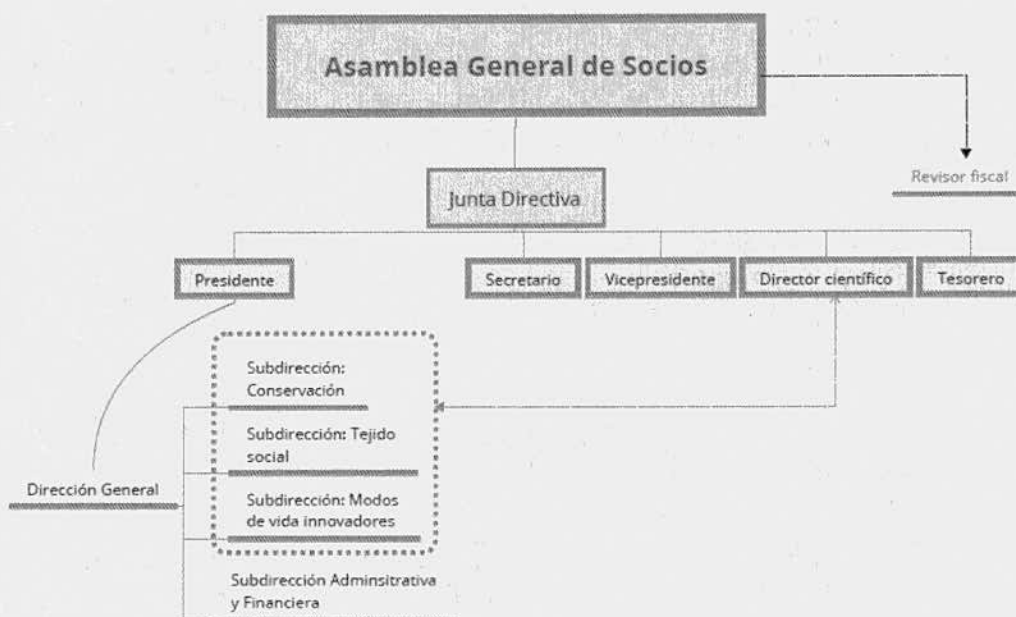 Asamblea General de Socios
Revisor fiscal
Junta Directiva
Presidente
Secretario
Vicepresidente
Director científico
Tesorero
Subdirección:
Conservación
Subdirección: Tejido
social
Dirección General
Subdirección: Modos
de vida innovadores
Subdirección Adminsitrativa
y Financiera